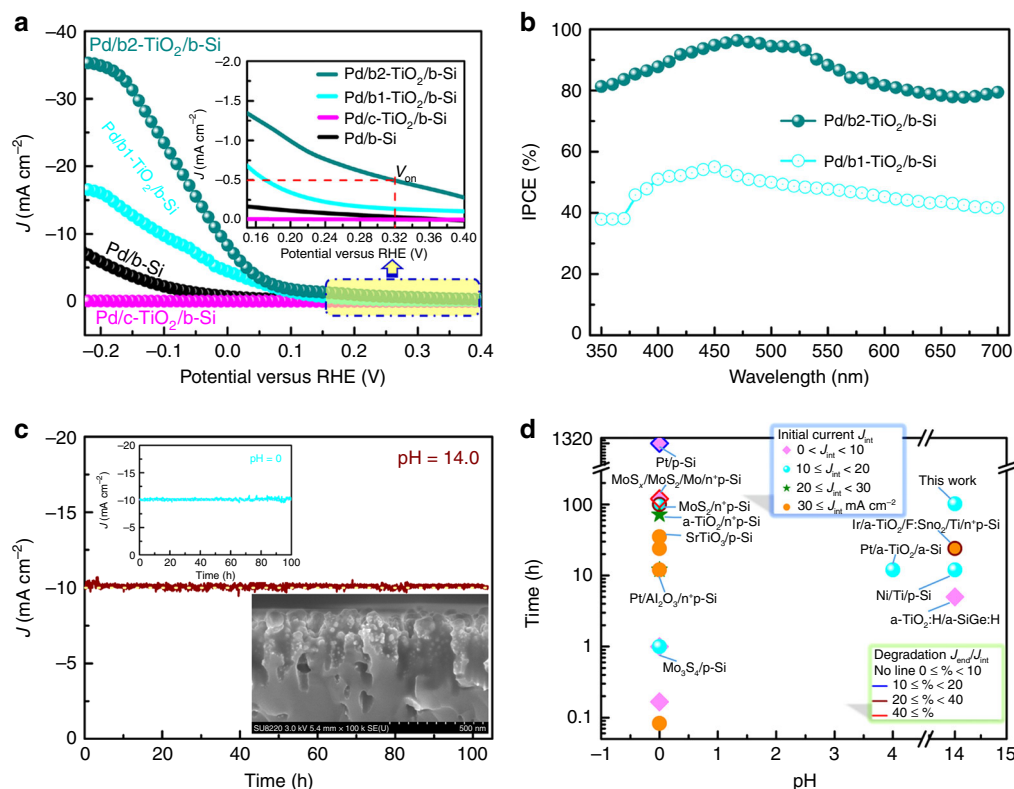 a
–40
–30
–20
–10
0
J (mA cm⁻²)
Pd/b2-TiO₂/b-Si
Pd/b1-TiO₂/b-Si
Pd/b-Si
Pd/c-TiO₂/b-Si
–0.2
–0.1
0.0
0.1
0.2
0.3
0.4
Potential versus RHE (V)
–2.0
–1.5
–1.0
–0.5
0.0
J (mA cm⁻²)
Pd/b2-TiO₂/b-Si
Pd/b1-TiO₂/b-Si
Pd/c-TiO₂/b-Si
Pd/b-Si
Vₒₙ
0.16
0.20
0.24
0.28
0.32
0.36
0.40
Potential versus RHE (V)
b
100
80
60
40
20
0
IPCE (%)
Pd/b2-TiO₂/b-Si
Pd/b1-TiO₂/b-Si
350
400
450
500
550
600
650
700
Wavelength (nm)
c
–20
–15
–10
–5
0
J (mA cm⁻²)
pH = 14.0
–20
–15
–10
–5
0
J (mA cm⁻²)
pH = 0
0
20
40
60
80
100
Time (h)
SU8220 3.0 kV 5.4 mm × 100 k SE(U)
500 nm
0
20
40
60
80
100
Time (h)
d
1320
100
10
1
0.1
Time (h)
Initial current Jᵢₙₜ
0 < Jᵢₙₜ < 10
10 ≤ Jᵢₙₜ < 20
20 ≤ Jᵢₙₜ < 30
30 ≤ Jᵢₙₜ mA cm⁻²
Pt/p-Si
MoSₓ/MoS₂/Mo/n⁺p-Si
MoS₂/n⁺p-Si
a-TiO₂/n⁺p-Si
SrTiO₃/p-Si
Pt/Al₂O₃/n⁺p-Si
Mo₃S₄/p-Si
This work
Ir/a-TiO₂/F:Sno₂/Ti/n⁺p-Si
Pt/a-TiO₂/a-Si
Ni/Ti/p-Si
a-TiO₂:H/a-SiGe:H
Degradation Jₑₙd/Jᵢₙₜ
No line 0 ≤ % < 10
10 ≤ % < 20
20 ≤ % < 40
40 ≤ %
–1
0
1
2
3
4
14
15
pH